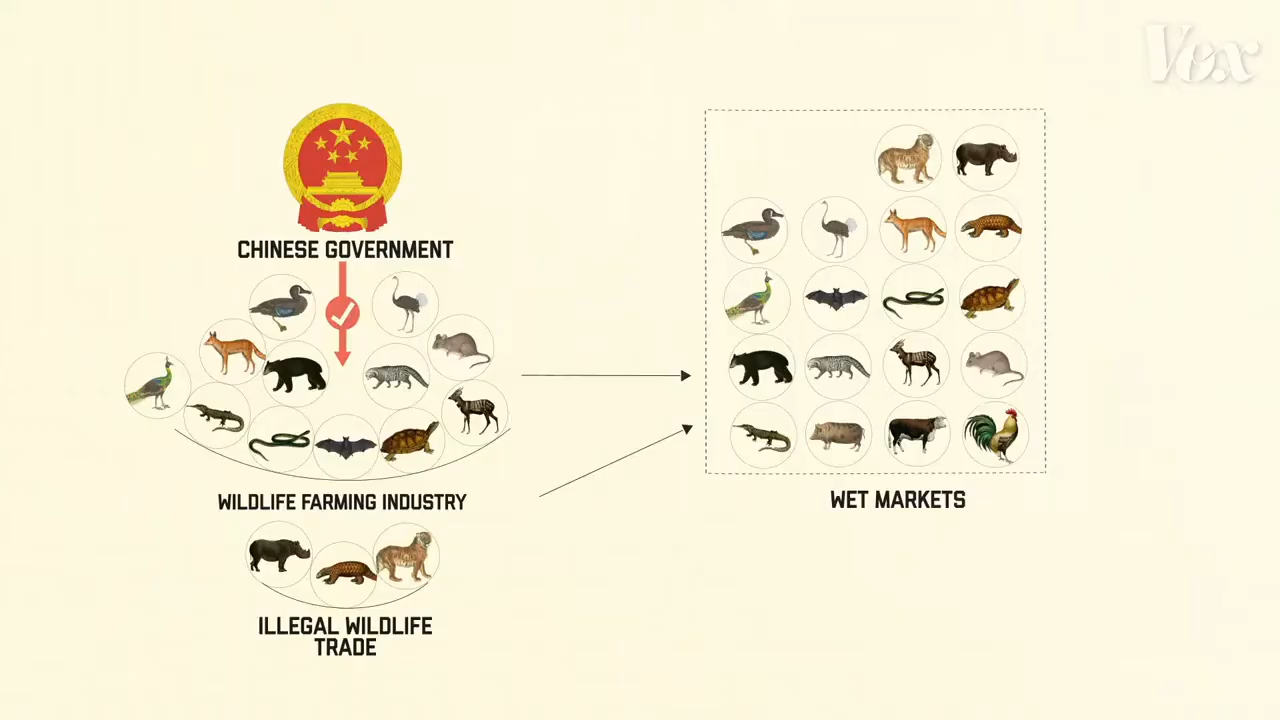 Vox
CHINESE GOVERNMENT
WILDLIFE FARMING INDUSTRY
WET MARKETS
ILLEGAL WILDLIFE
TRADE